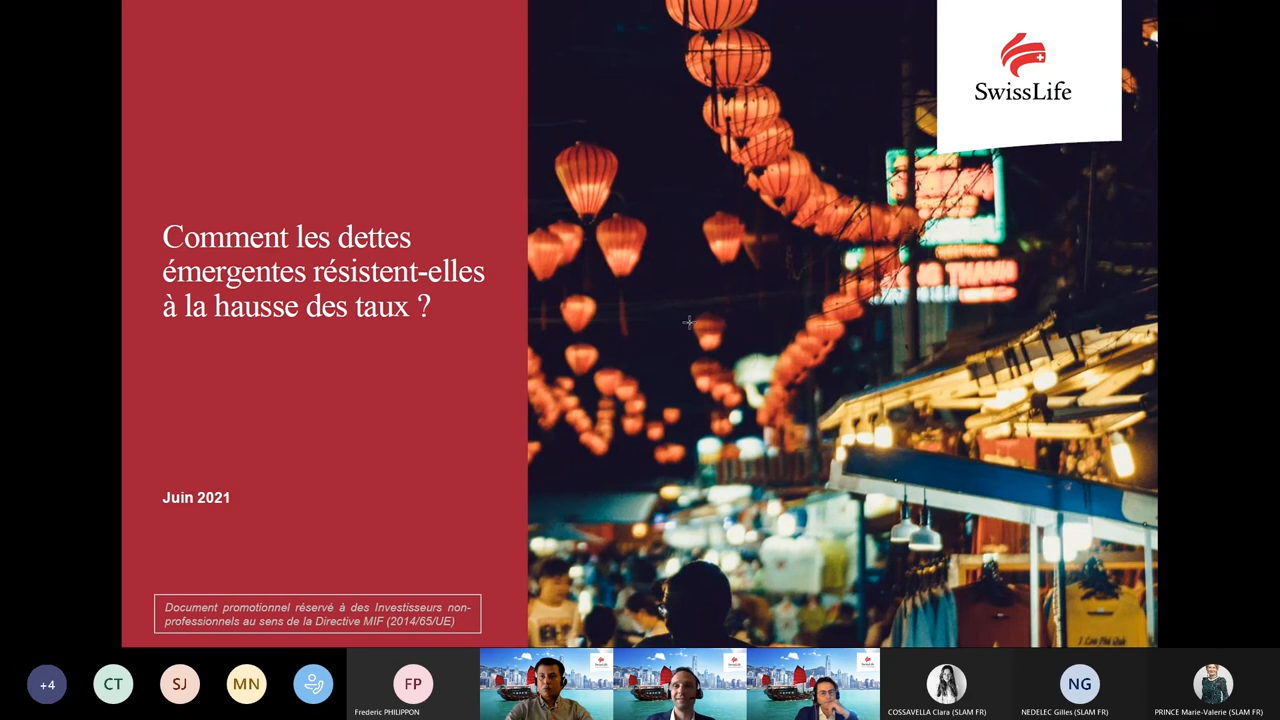 SwissLife
Comment les dettes
émergentes résistent-elles
à la hausse des taux ?
Juin 2021
Document promotionnel réservé à des Investisseurs non-
professionnels au sens de la Directive MIF (2014/65/UE)
+4
CT
SJ
MN
FP
NG
Frederic PHILIPPON
COSSAVELLA Clara (SLAM FR)
NEDELEC Gilles (SLAM FR)
PRINCE Marie-Valerie (SLAM FR)